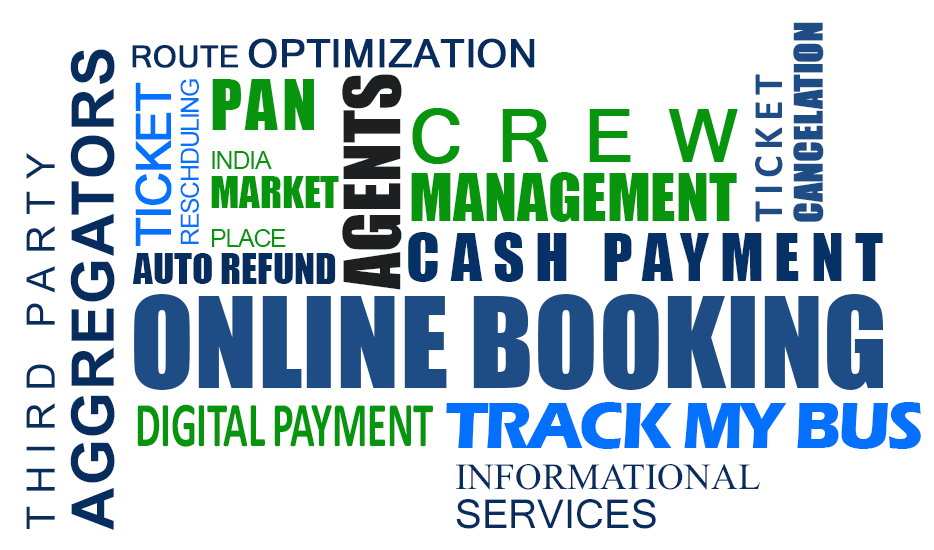 THIRD PARTY
AGGREGATORS
ROUTE OPTIMIZATION
TICKET
RESCHDULING
PAN
INDIA
MARKET
PLACE
AUTO REFUND
AGENTS
CREW
MANAGEMENT
TICKET
CANCELATION
CASH PAYMENT
ONLINE BOOKING
DIGITAL PAYMENT
TRACK MY BUS
INFORMATIONAL
SERVICES